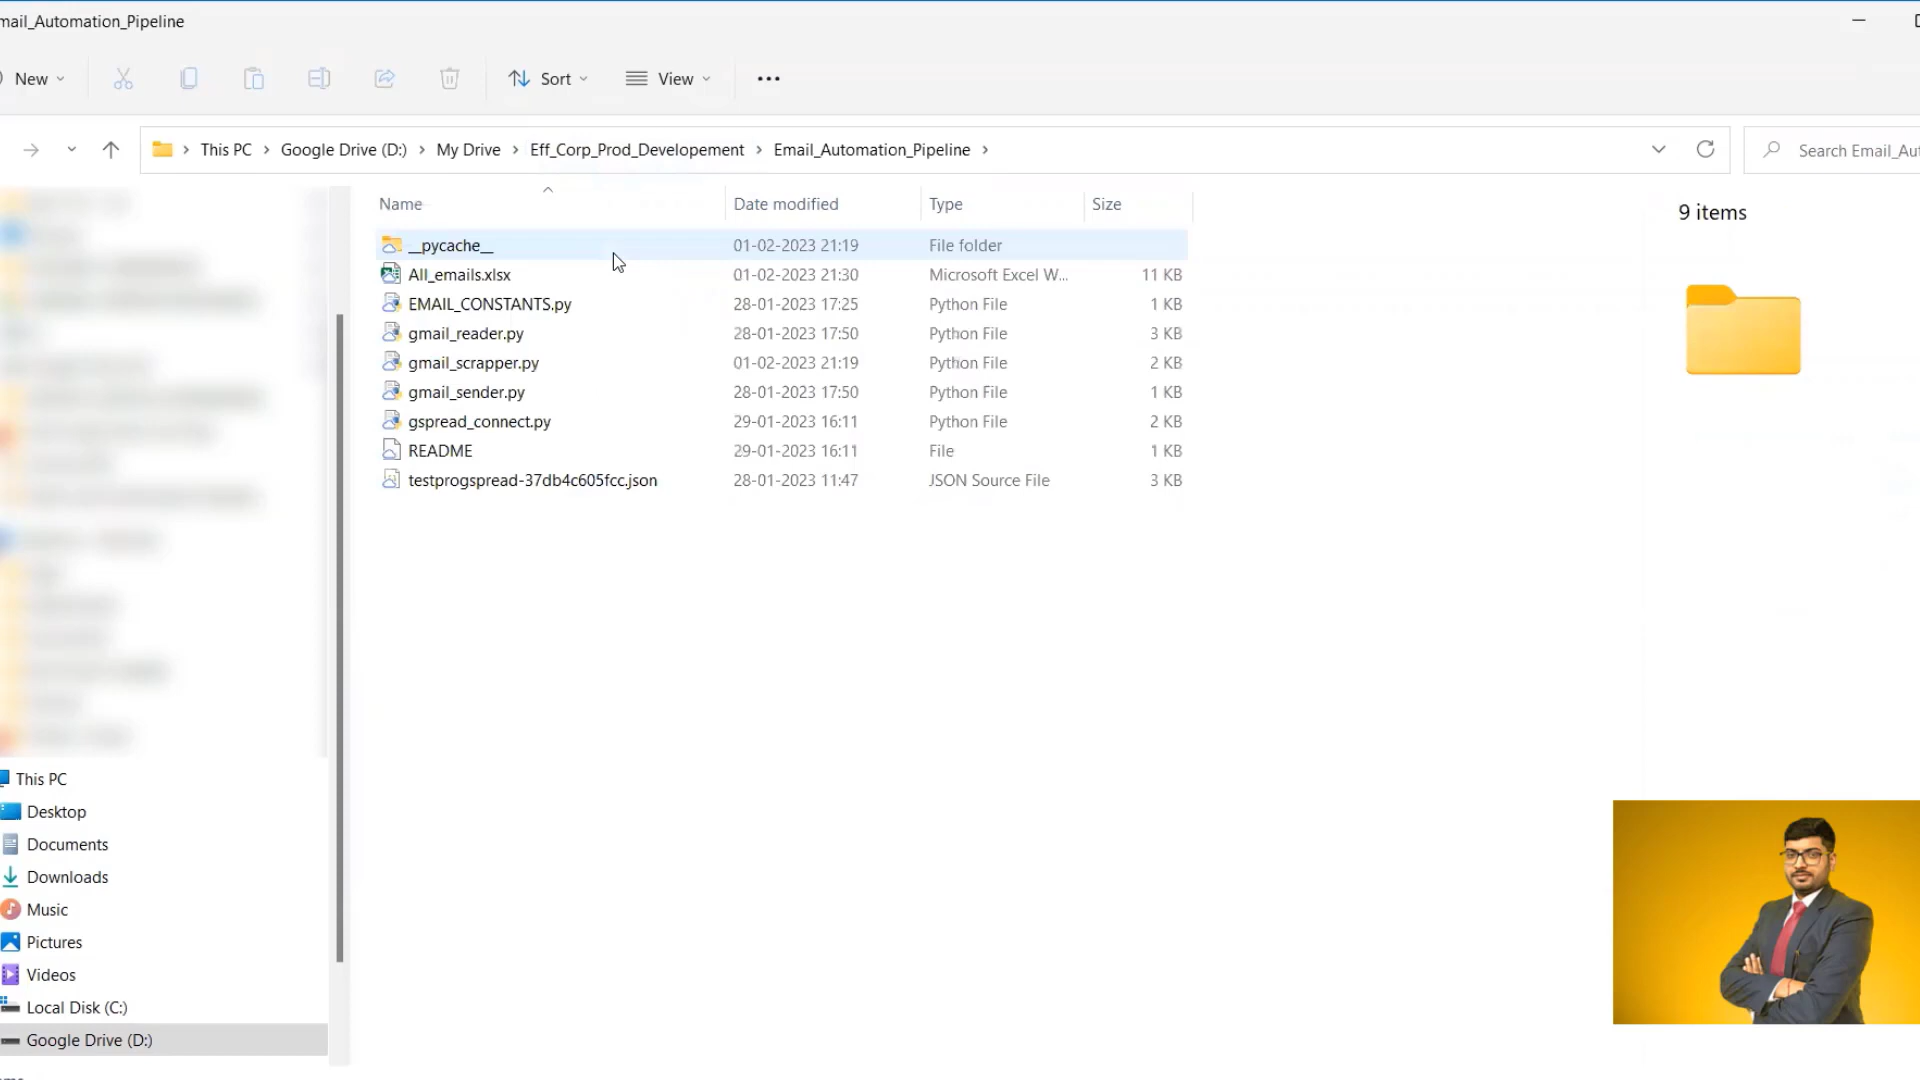 mail_Automation_Pipeline
New
Sort
View
This PC > Google Drive (D:) > My Drive > Eff_Corp_Prod_Developement > Email_Automation_Pipeline >
Search Email_Au
Name Date modified Type Size
9 items
__pycache__ 01-02-2023 21:19 File folder
All_emails.xlsx 01-02-2023 21:30 Microsoft Excel W... 11 KB
EMAIL_CONSTANTS.py 28-01-2023 17:25 Python File 1 KB
gmail_reader.py 28-01-2023 17:50 Python File 3 KB
gmail_scrapper.py 01-02-2023 21:19 Python File 2 KB
gmail_sender.py 28-01-2023 17:50 Python File 1 KB
gspread_connect.py 29-01-2023 16:11 Python File 2 KB
README 29-01-2023 16:11 File 1 KB
testprogspread-37db4c605fcc.json 28-01-2023 11:47 JSON Source File 3 KB
This PC
Desktop
Documents
Downloads
Music
Pictures
Videos
Local Disk (C:)
Google Drive (D:)